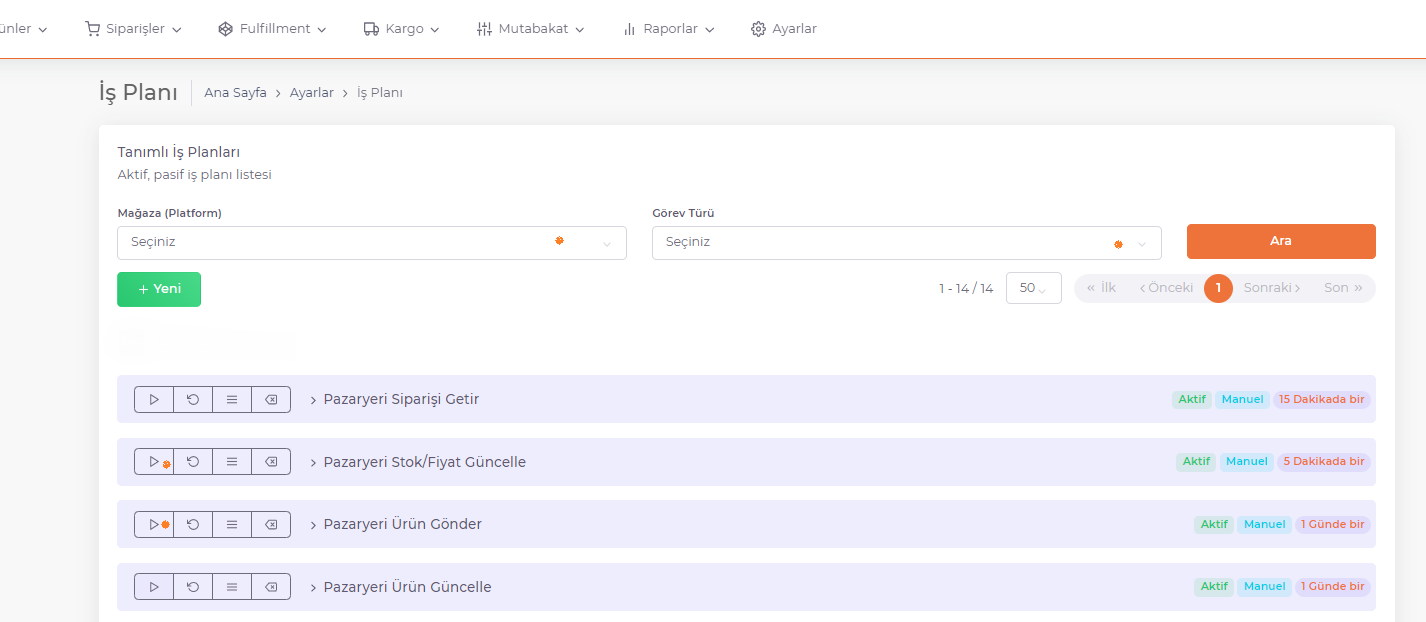 ünler Siparişler Fulfillment Kargo Mutabakat Raporlar Ayarlar
İş Planı Ana Sayfa > Ayarlar > İş Planı
Tanımlı İş Planları
Aktif, pasif iş planı listesi
Mağaza (Platform) Görev Türü
Seçiniz Seçiniz Ara
+ Yeni 1 - 14 / 14 50 « İlk ‹ Önceki 1 Sonraki › Son »
> Pazaryeri Siparişi Getir Aktif Manuel 15 Dakikada bir
> Pazaryeri Stok/Fiyat Güncelle Aktif Manuel 5 Dakikada bir
> Pazaryeri Ürün Gönder Aktif Manuel 1 Günde bir
> Pazaryeri Ürün Güncelle Aktif Manuel 1 Günde bir